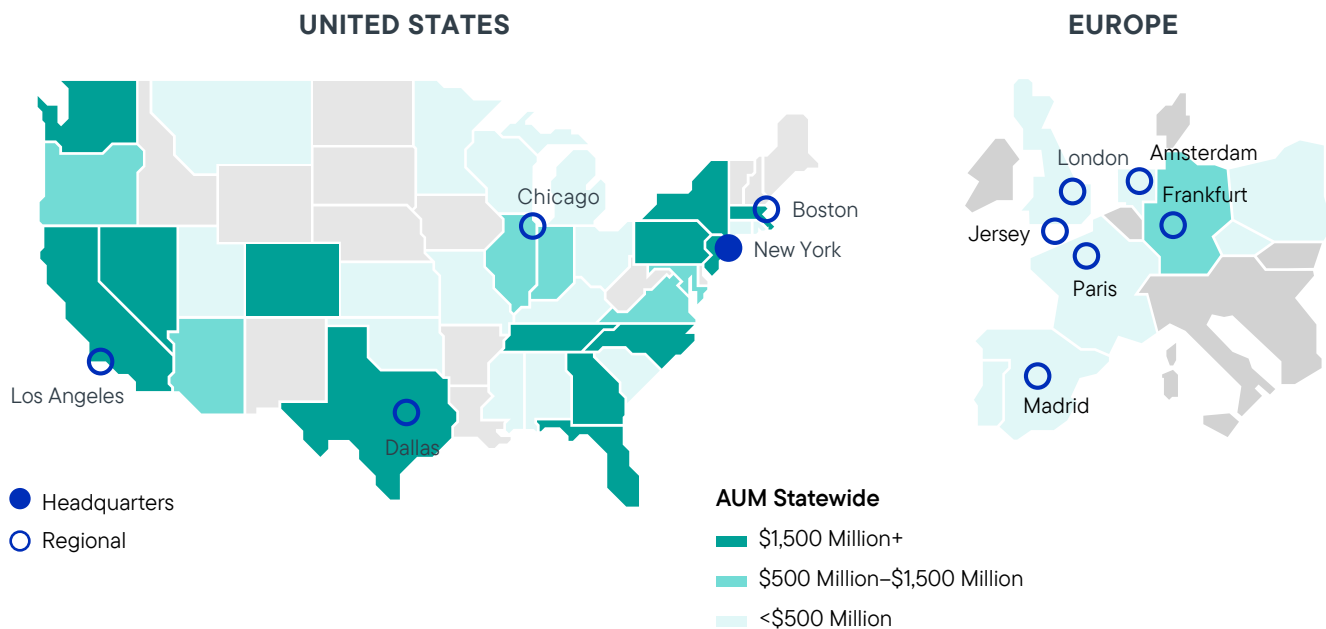 UNITED STATES
EUROPE
London
Amsterdam
Chicago
Frankfurt
Boston
Jersey
New York
Paris
Los Angeles
Madrid
Dallas
Headquarters
Regional
AUM Statewide
$1,500 Million+
$500 Million–$1,500 Million
<$500 Million